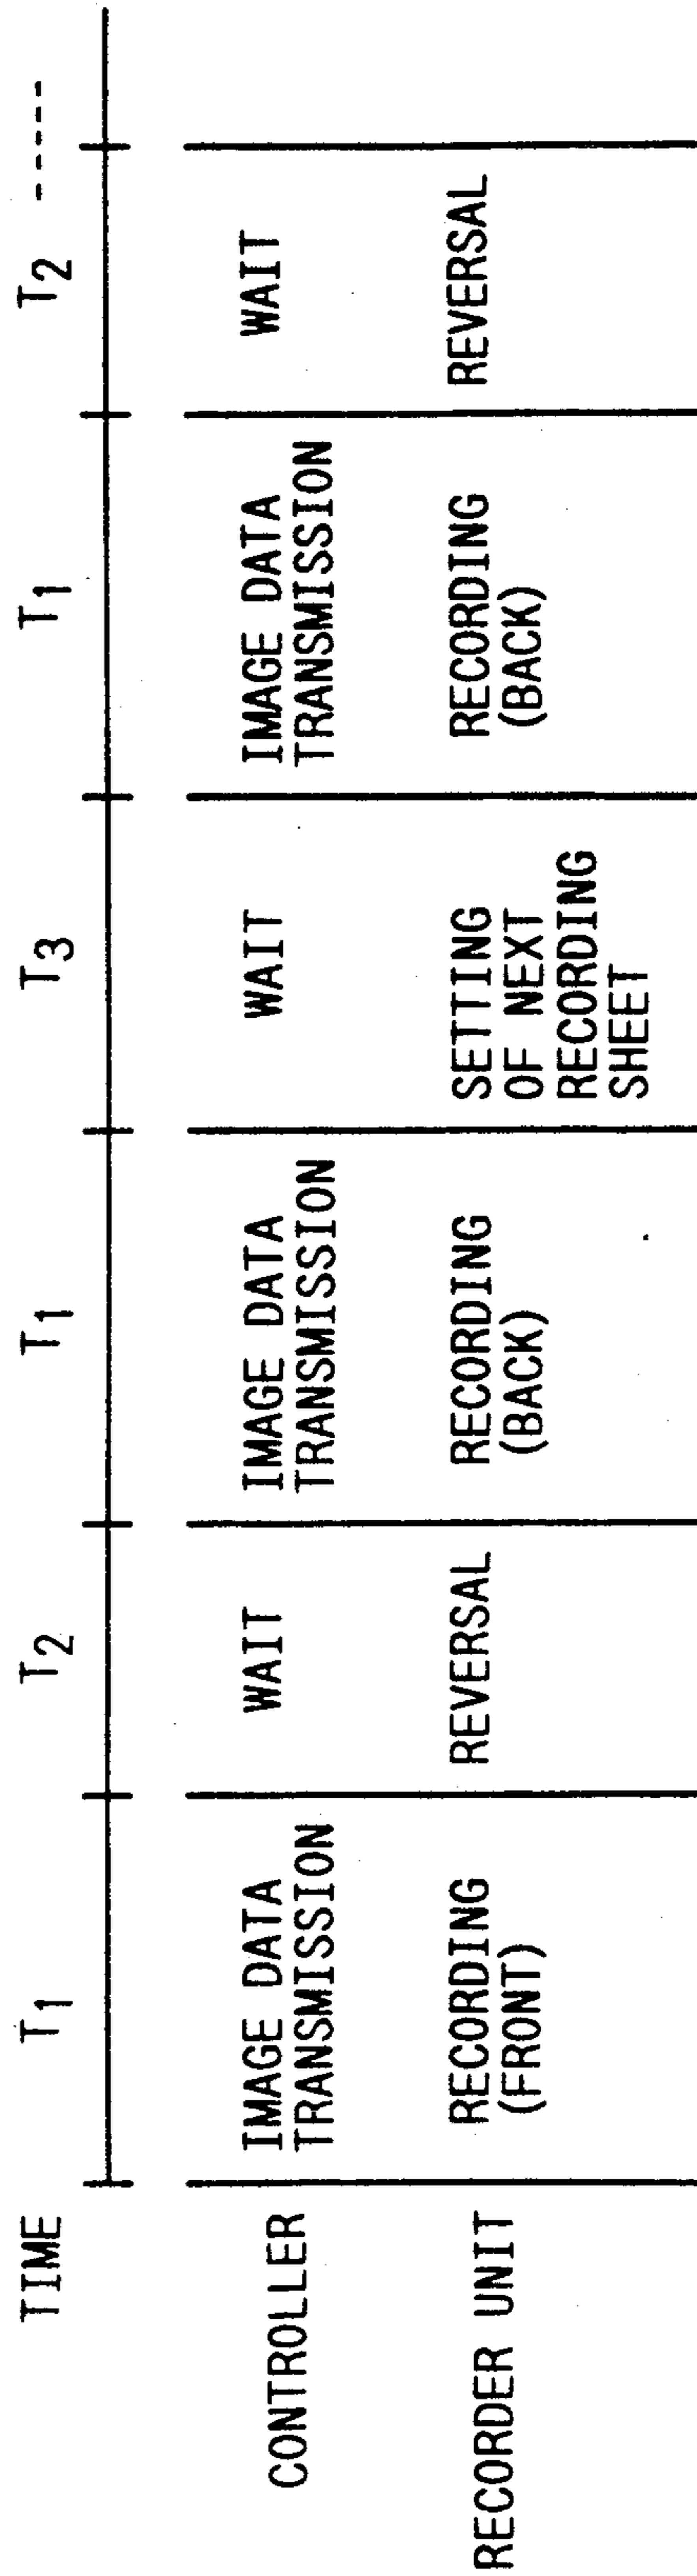 TIME T1 T2 T1 T3 T1 T2 -----
CONTROLLER
IMAGE DATA
TRANSMISSION
WAIT
IMAGE DATA
TRANSMISSION
WAIT
IMAGE DATA
TRANSMISSION
WAIT
RECORDER UNIT
RECORDING
(FRONT)
REVERSAL
RECORDING
(BACK)
SETTING
OF NEXT
RECORDING
SHEET
RECORDING
(BACK)
REVERSAL